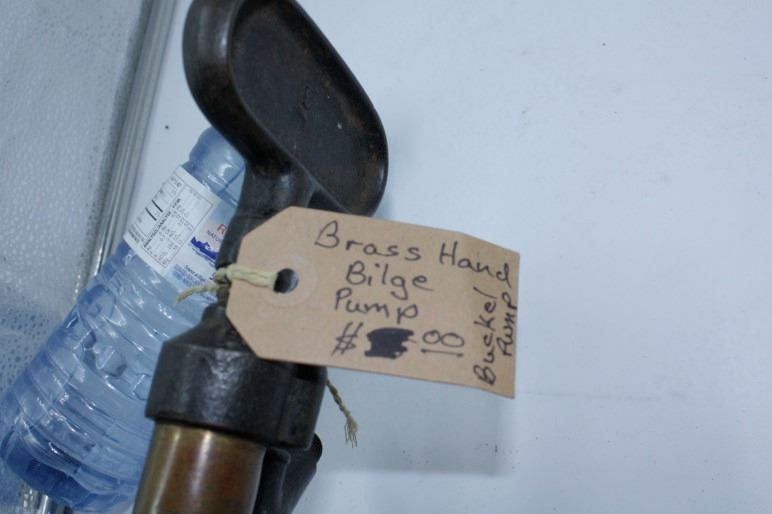 Brass Hand
Bilge
Pump
$ .00
Bucket
Pump